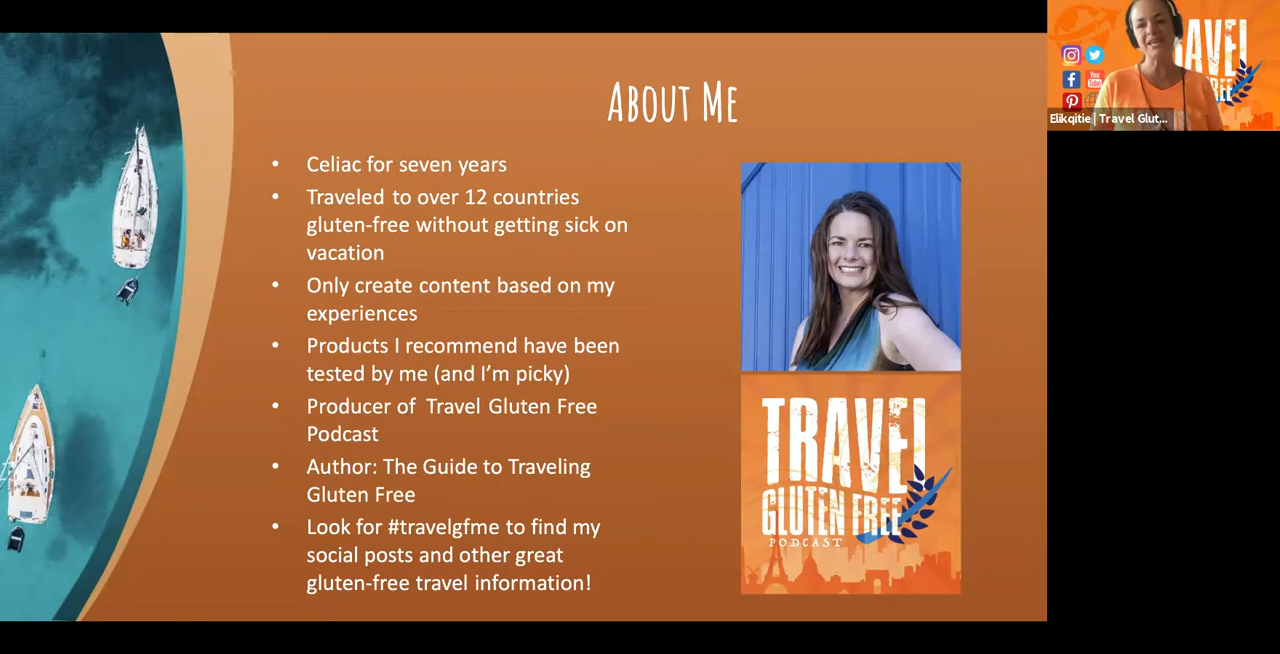 About Me
• Celiac for seven years
• Traveled to over 12 countries
gluten-free without getting sick on
vacation
• Only create content based on my
experiences
• Products I recommend have been
tested by me (and I’m picky)
• Producer of Travel Gluten Free
Podcast
• Author: The Guide to Traveling
Gluten Free
• Look for #travelgfme to find my
social posts and other great
gluten-free travel information!
TRAVEL
GLUTEN FREE
PODCAST
You
Tube
Elikqitie | Travel Glut...